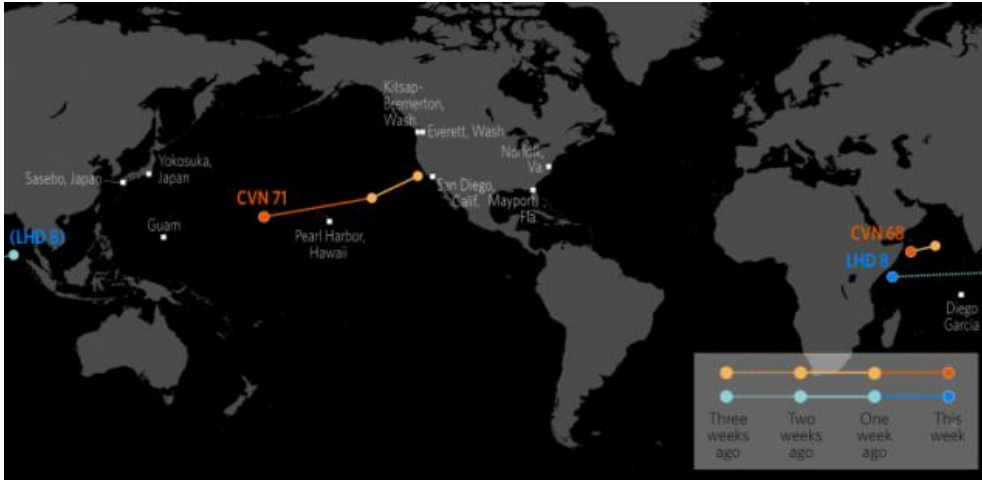 Kitsap-
Bremerton,
Wash.
Everett, Wash.
Norfolk,
Va.
Yokosuka,
Japan
Sasebo, Japan
CVN 71
San Diego,
Calif.
Mayport,
Fla.
Guam
Pearl Harbor,
Hawaii
(LHD 8)
CVN 68
LHD 8
Diego
Garcia
Three
weeks
ago
Two
weeks
ago
One
week
ago
This
week